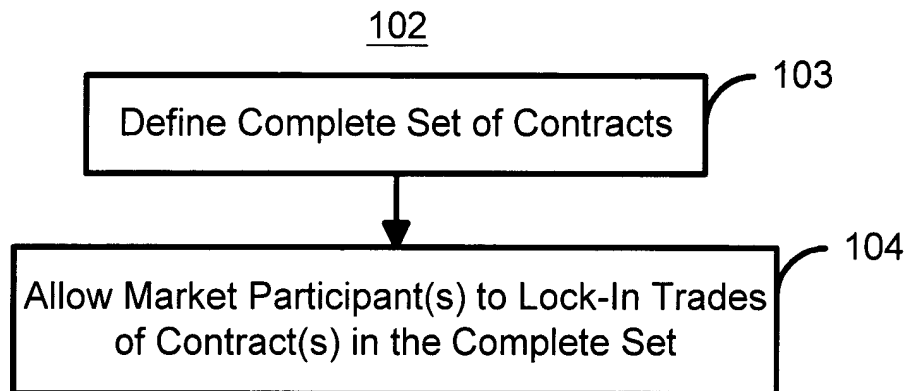 102
103
Define Complete Set of Contracts
104
Allow Market Participant(s) to Lock-In Trades
of Contract(s) in the Complete Set